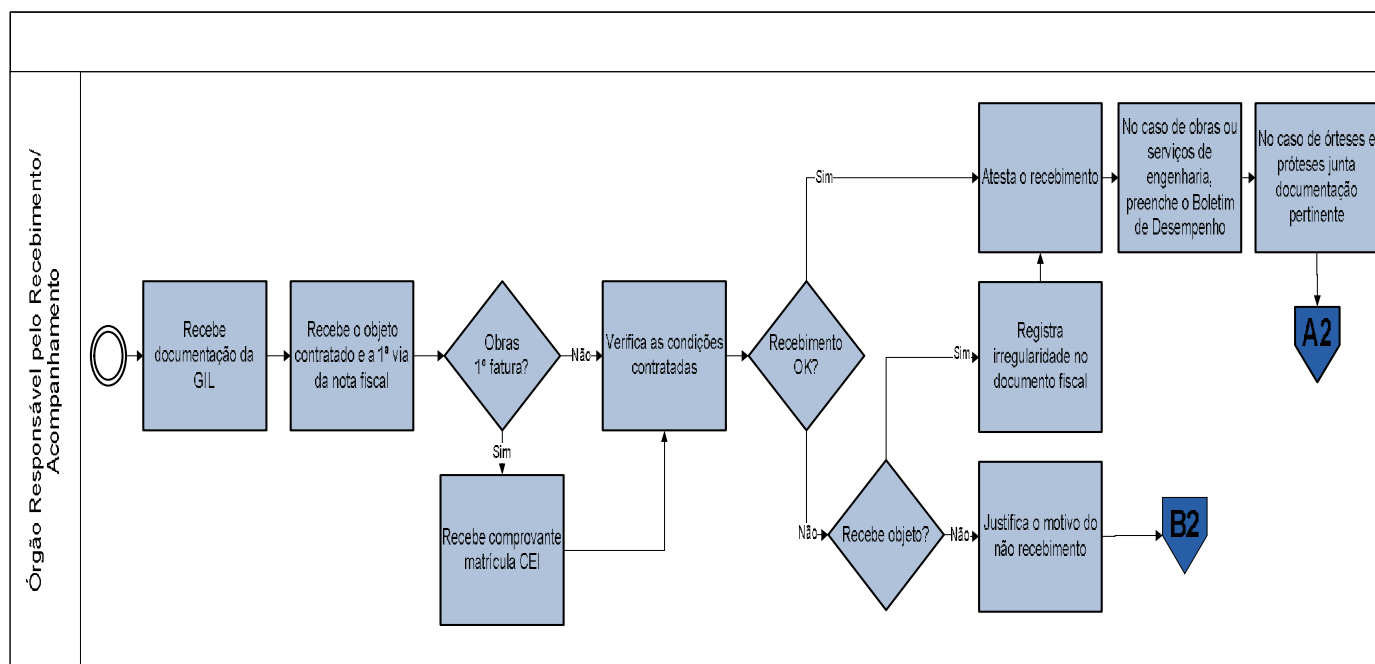 Órgão Responsável pelo Recebimento/
Acompanhamento
Recebe
documentação da
GIL
Recebe o objeto
contratado e a 1ª via
da nota fiscal
Obras
1º fatura?
Não
Sim
Recebe comprovante
matrícula CEI
Verifica as condições
contratadas
Recebimento
OK?
Sim
Não
Recebe objeto?
Sim
Não
Registra
irregularidade no
documento fiscal
Justifica o motivo do
não recebimento
B2
Atesta o recebimento
No caso de obras ou
serviços de
engenharia,
preenche o Boletim
de Desempenho
No caso de órteses e
próteses junta
documentação
pertinente
A2